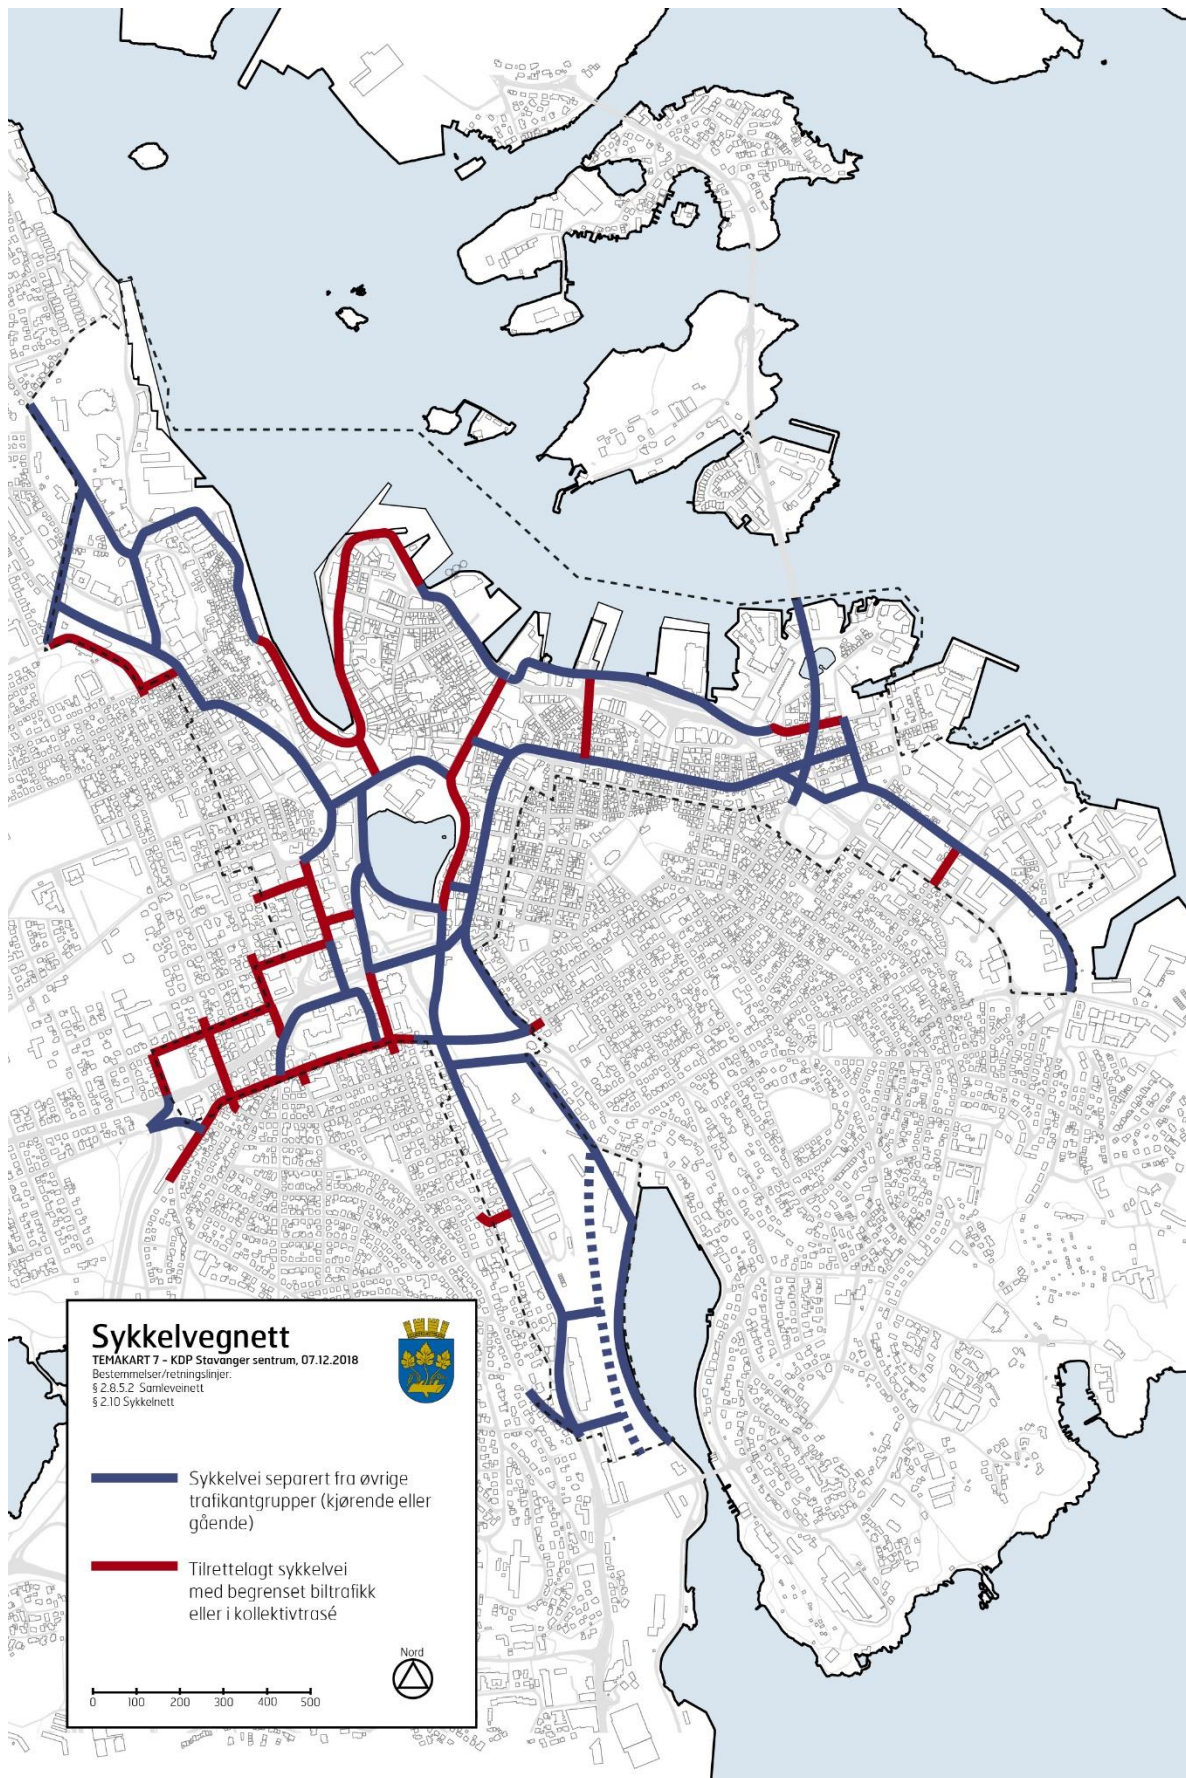 Sykkelvegnett
TEMAKART 7 - KDP Stavanger sentrum, 07.12.2018
Bestemmelser/retningslinjer:
§ 2.8.5.2 Samleveinett
§ 2.10 Sykkelnett
Sykkelvei separert fra øvrige
trafikantgrupper (kjørende eller
gående)
Tilrettelagt sykkelvei
med begrenset biltrafikk
eller i kollektivtrasé
Nord
0 100 200 300 400 500